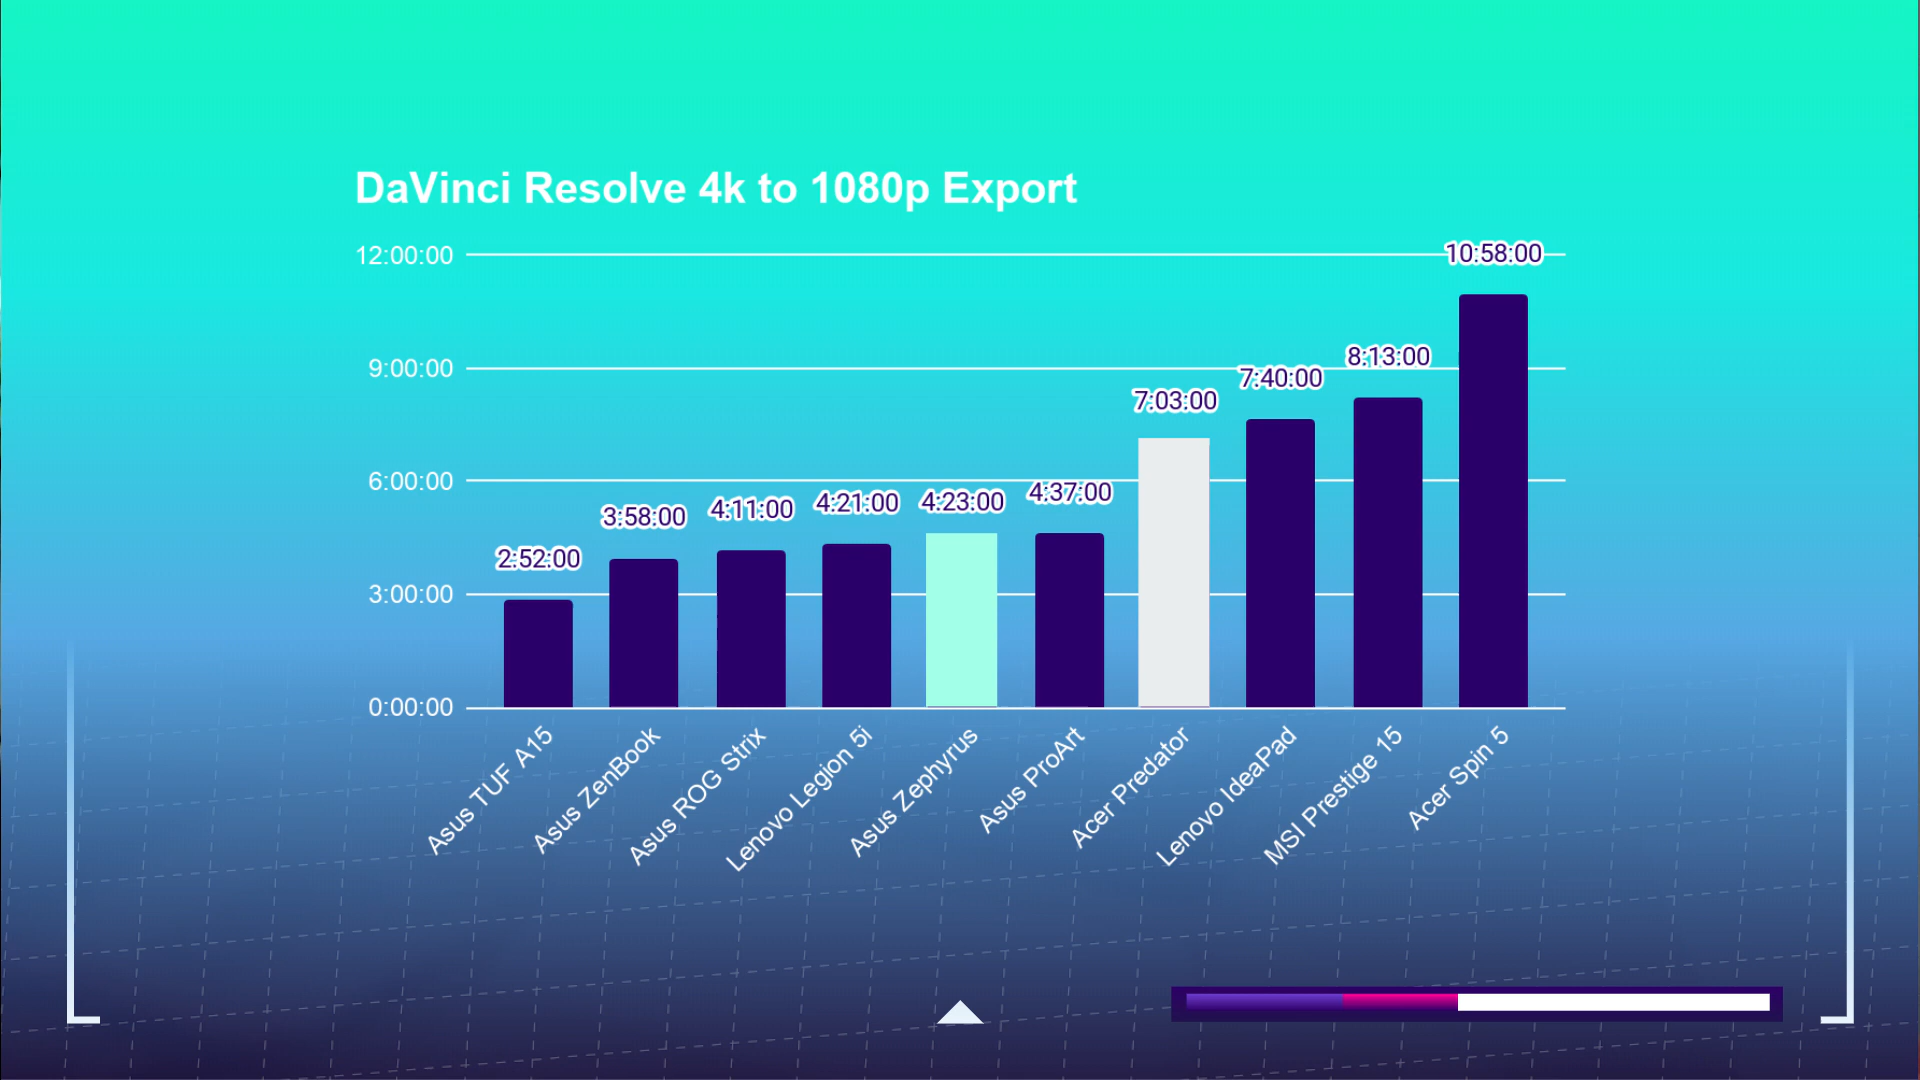 DaVinci Resolve 4k to 1080p Export
12:00:00
9:00:00
6:00:00
3:00:00
0:00:00
2:52:00
3:58:00
4:11:00
4:21:00
4:23:00
4:37:00
7:03:00
7:40:00
8:13:00
10:58:00
Asus TUF A15
Asus ZenBook
Asus ROG Strix
Lenovo Legion 5i
Asus Zephyrus
Asus ProArt
Acer Predator
Lenovo IdeaPad
MSI Prestige 15
Acer Spin 5